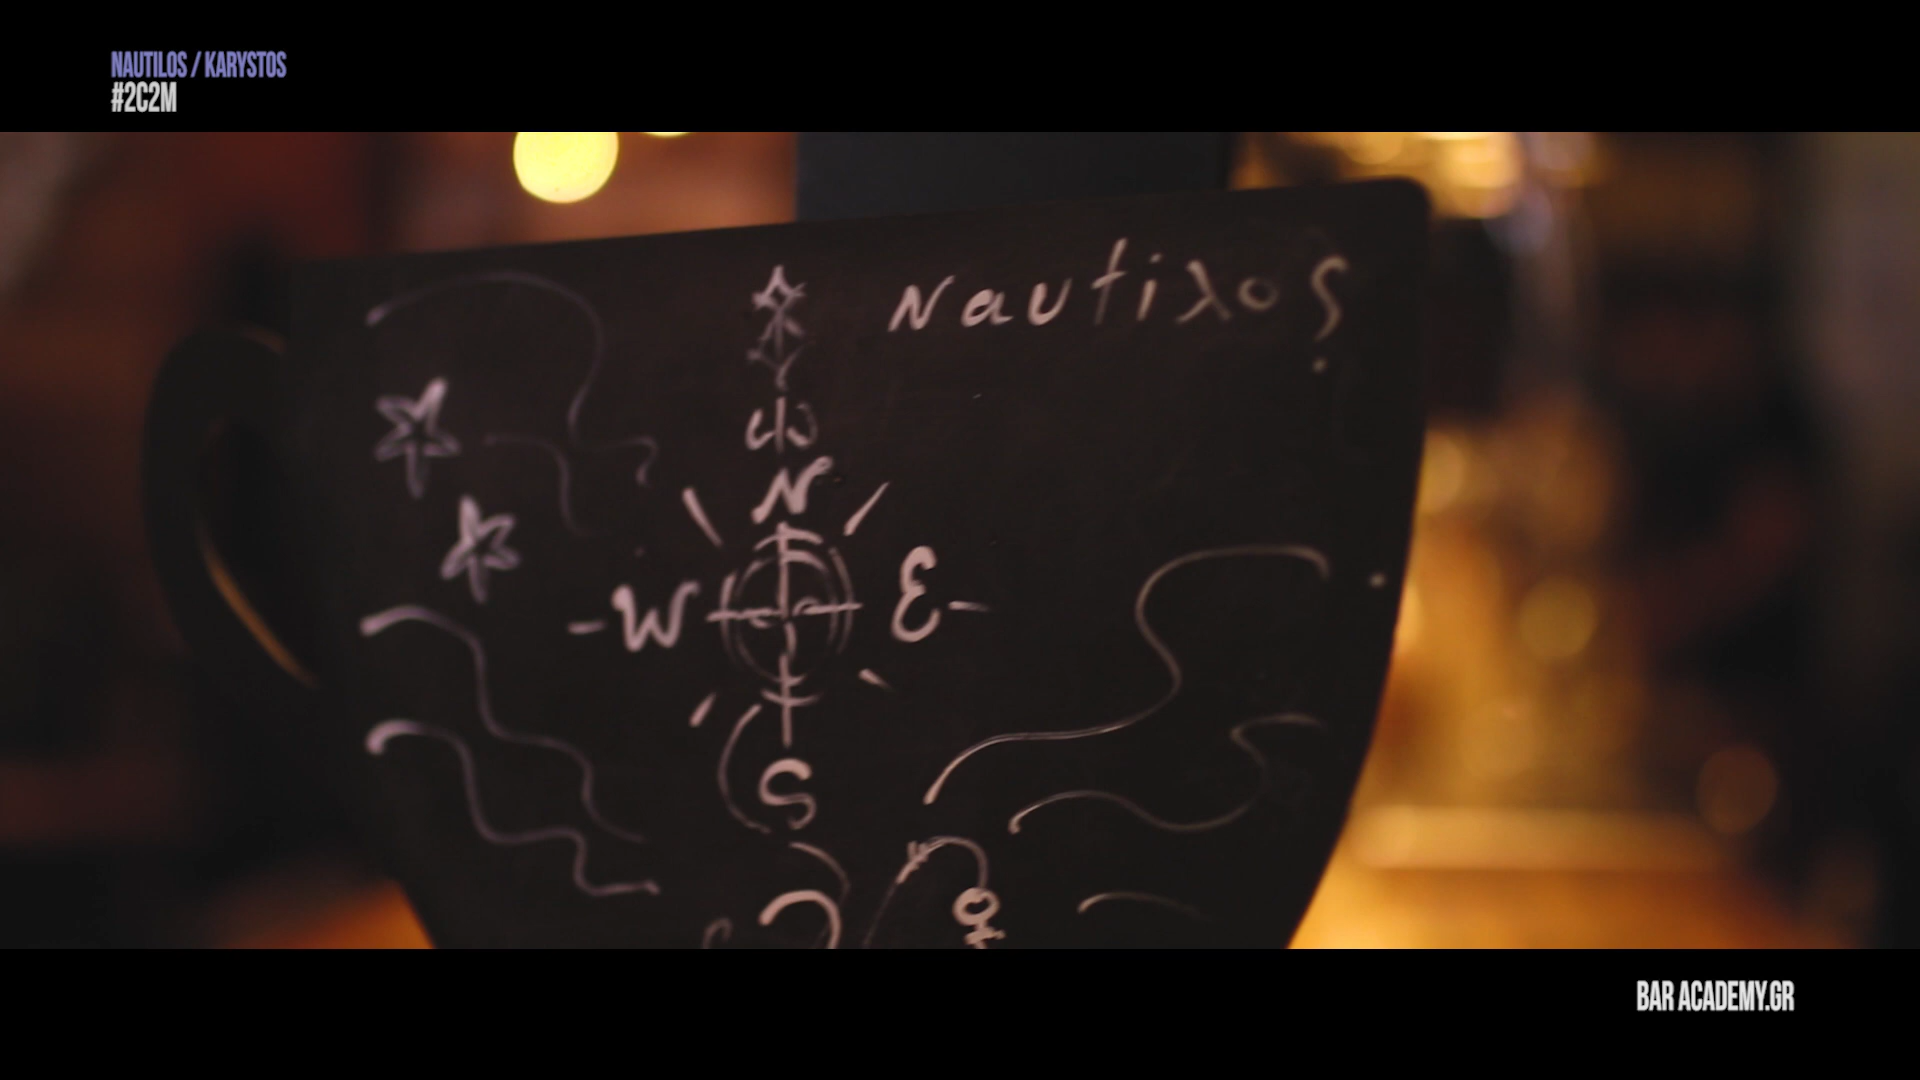 NAUTILOS / KARYSTOS
#2C2M
Ναυτιλος
N
-W E-
S
BAR ACADEMY.GR